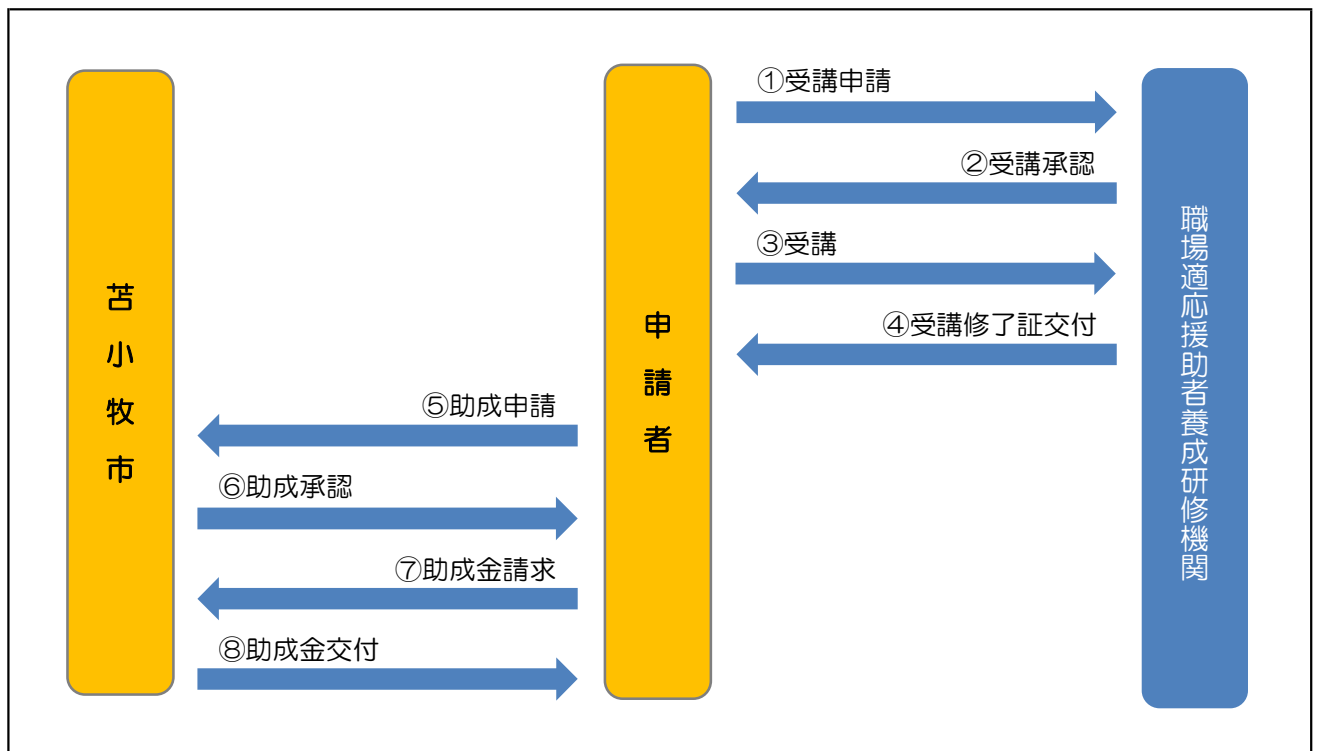 苫小牧市
申請者
職場適応援助者養成研修機関
①受講申請
②受講承認
③受講
④受講修了証交付
⑤助成申請
⑥助成承認
⑦助成金請求
⑧助成金交付